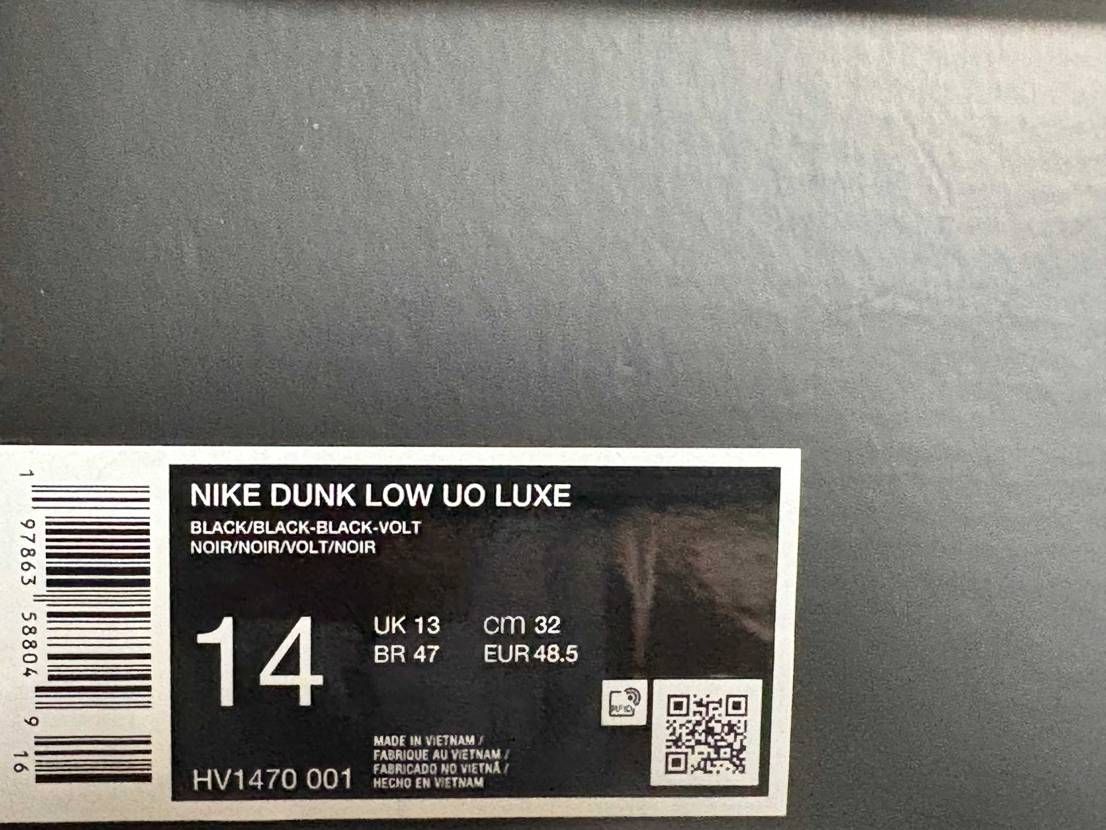 NIKE DUNK LOW UO LUXE
BLACK/BLACK-BLACK-VOLT
NOIR/NOIR/VOLT/NOIR
14
UK 13
cm 32
BR 47
EUR 48.5
MADE IN VIETNAM /
FABRIQUE AU VIETNAM /
FABRICADO NO VIETNÃ /
HECHO EN VIETNAM
HV1470 001
RFID
1 97863 58804 9 16